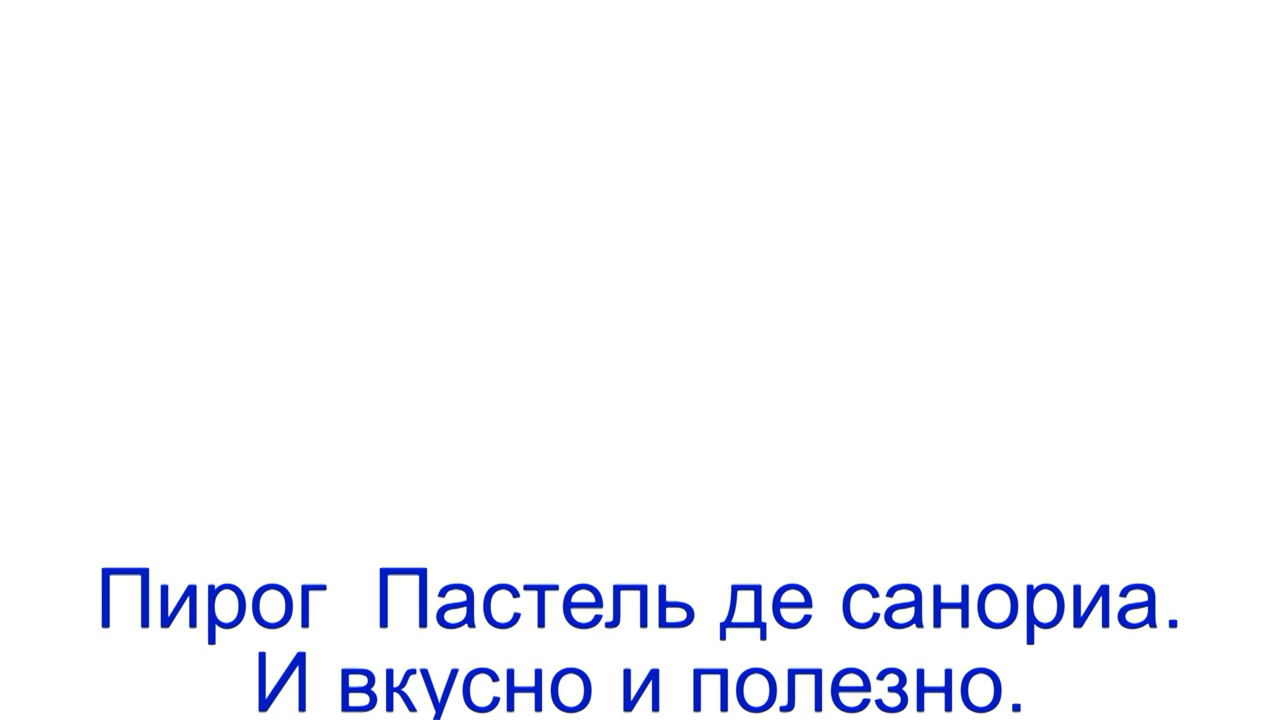 Пирог  Пастель де санориа.
И вкусно и полезно.